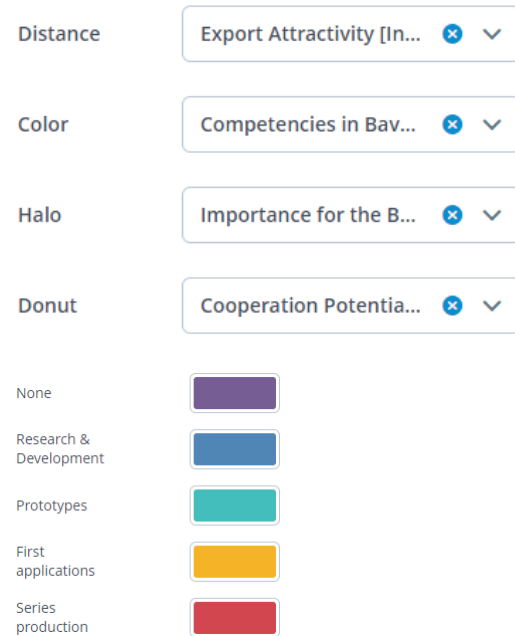 Distance
Export Attractivity [In...
Color
Competencies in Bav...
Halo
Importance for the B...
Donut
Cooperation Potentia...
None
Research &
Development
Prototypes
First
applications
Series
production